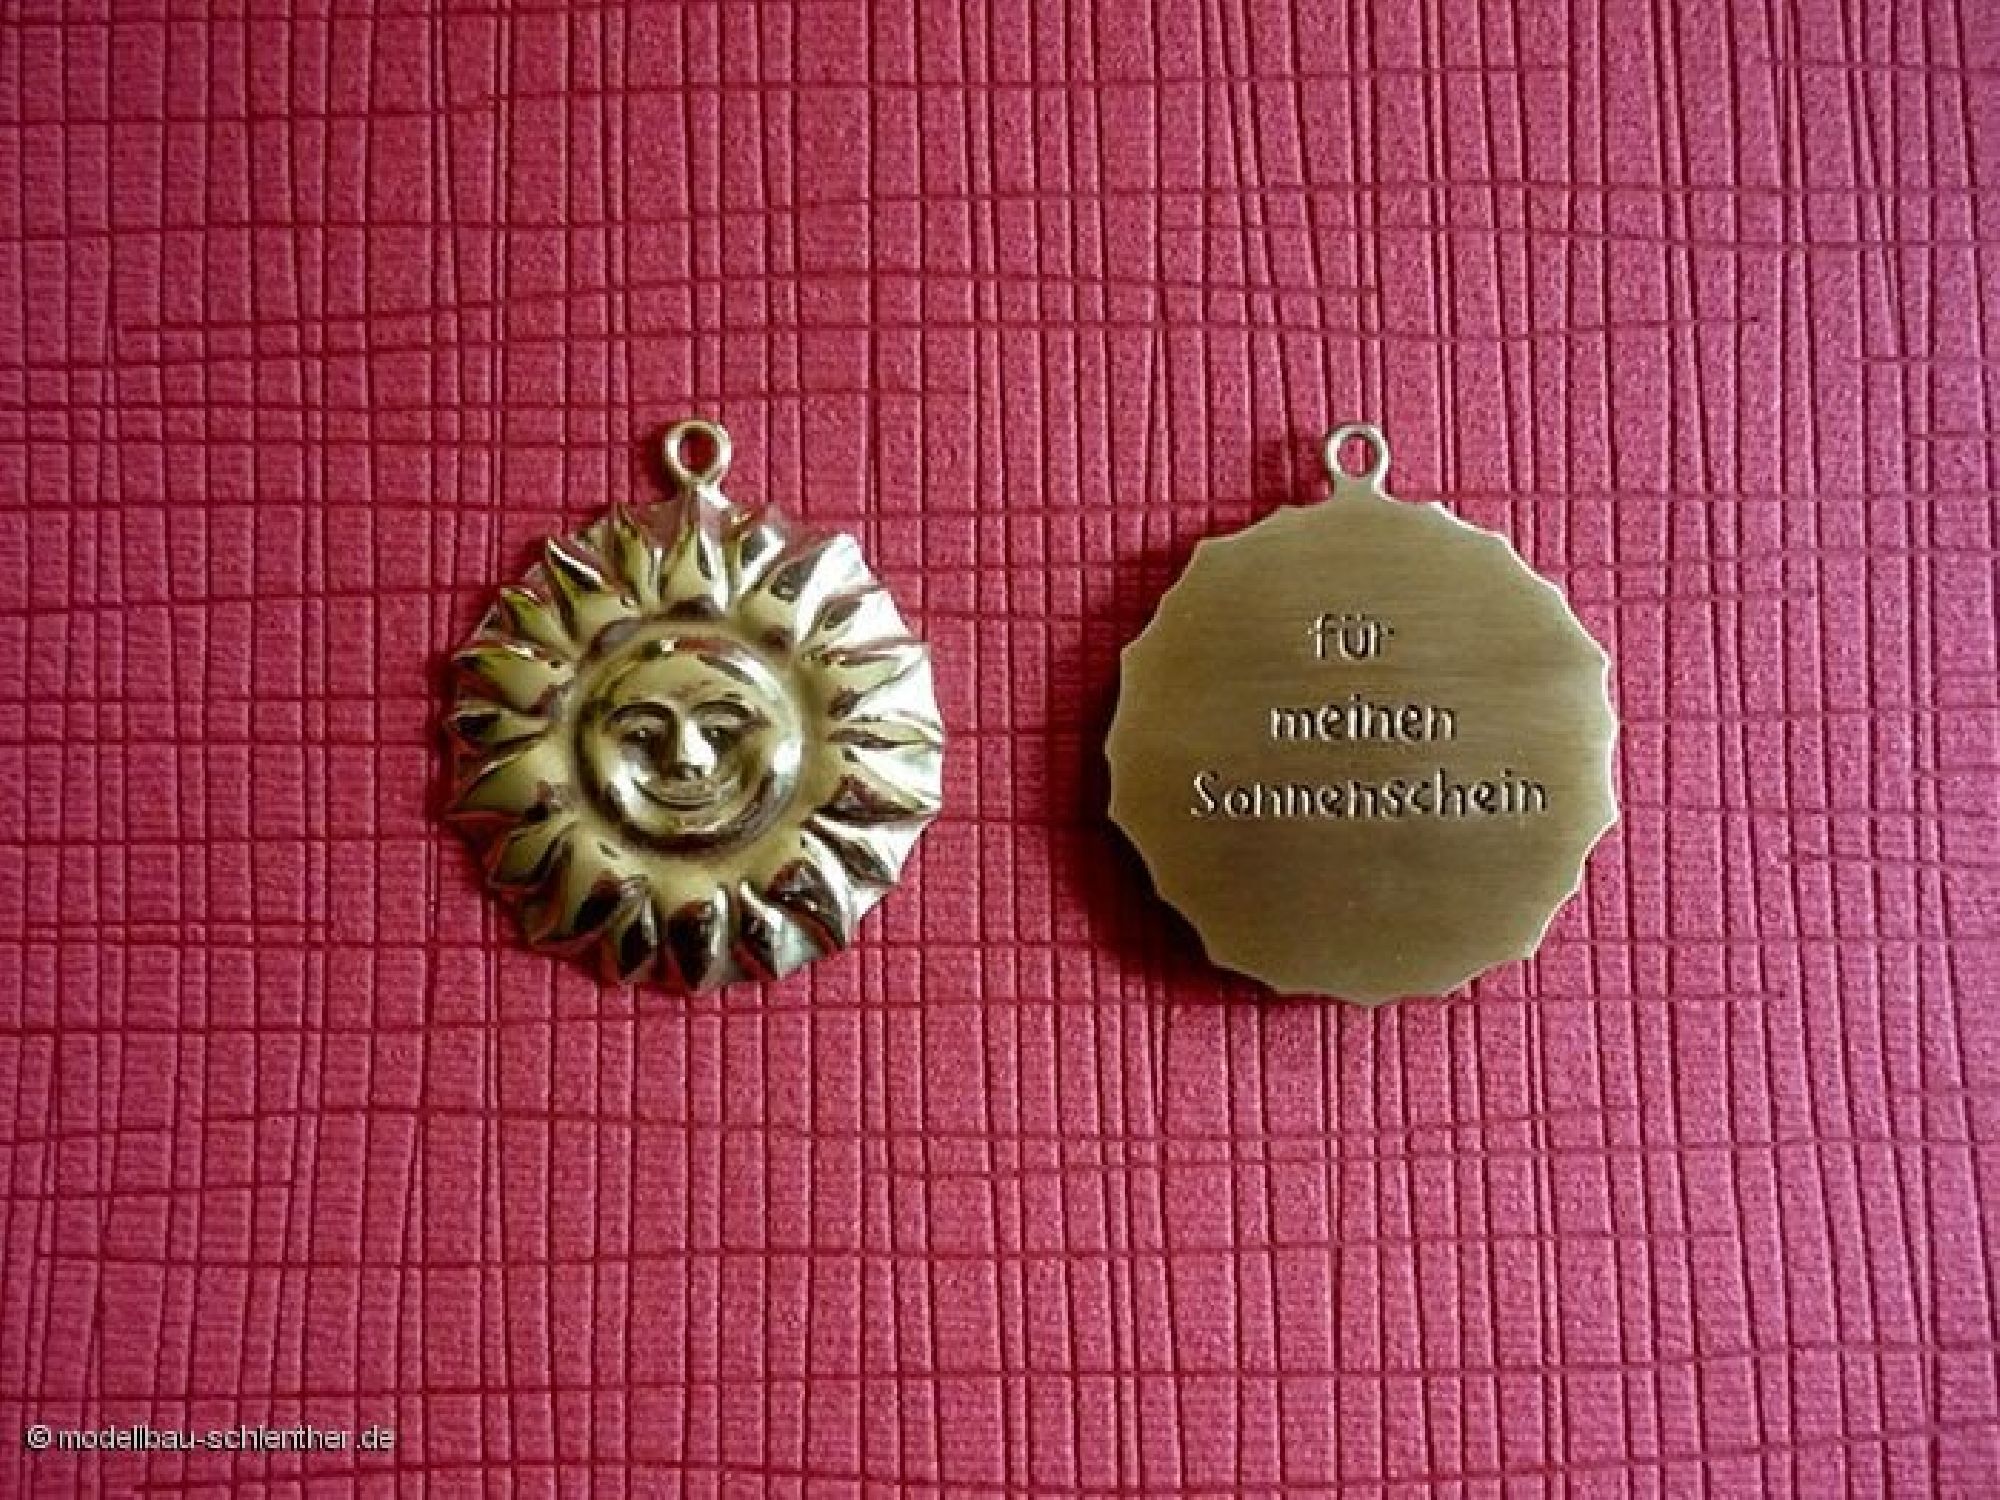 für
meinen
Sonnenschein
© modellbau-schlenther.de